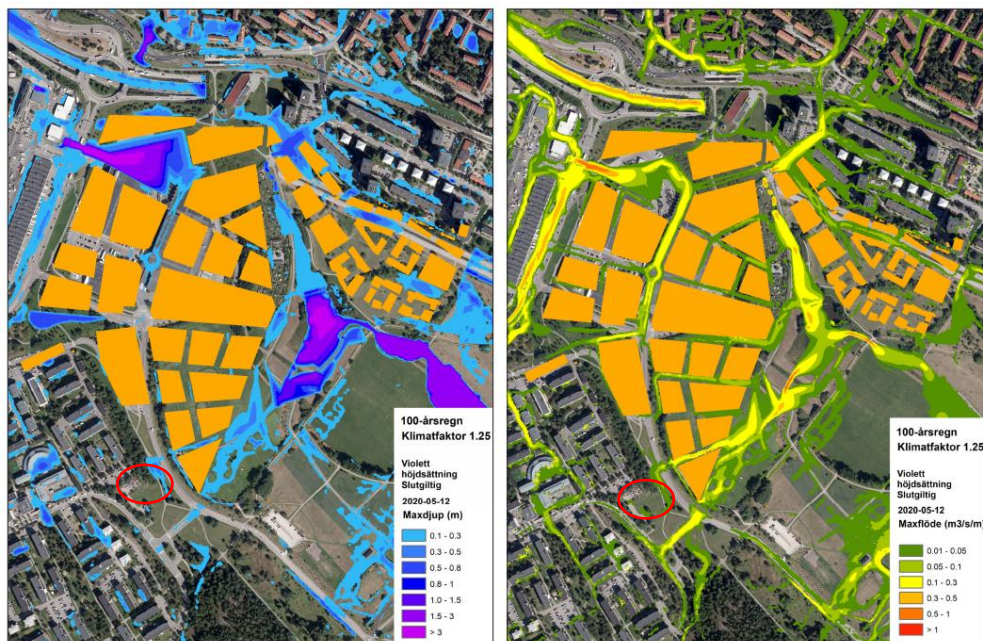 100-årsregn
Klimatfaktor 1.25
Violett
höjdsättning
Slutgiltig
2020-05-12
Maxdjup (m)
0.1 - 0.3
0.3 - 0.5
0.5 - 0.8
0.8 - 1
1.0 - 1.5
1.5 - 3
> 3
100-årsregn
Klimatfaktor 1.25
Violett
höjdsättning
Slutgiltig
2020-05-12
Maxflöde (m3/s/m)
0.01 - 0.05
0.05 - 0.1
0.1 - 0.3
0.3 - 0.5
0.5 - 1
> 1